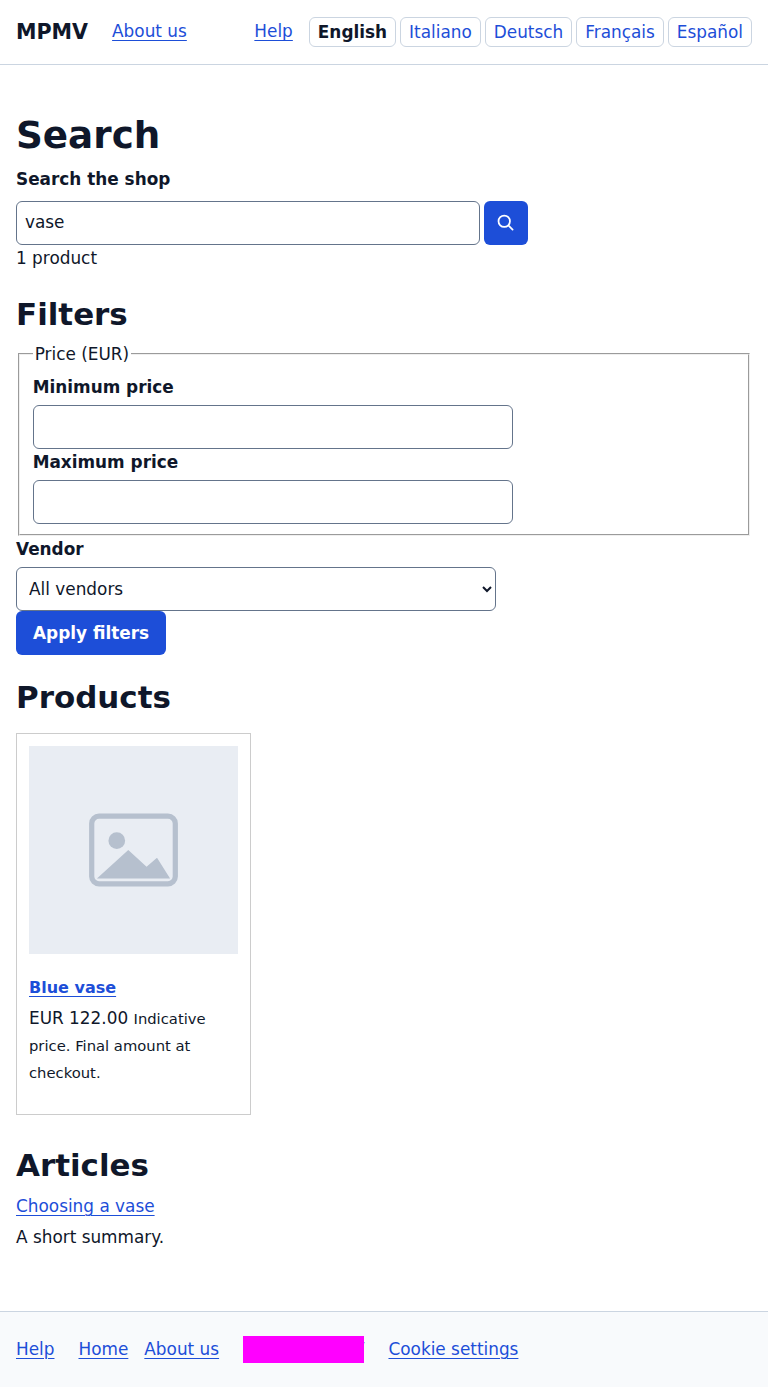 MPMV About us Help English Italiano Deutsch Français Español
Search
Search the shop
vase
1 product
Filters
Price (EUR)
Minimum price
Maximum price
Vendor
All vendors
Apply filters
Products
Blue vase
EUR 122.00 Indicative
price. Final amount at
checkout.
Articles
Choosing a vase
A short summary.
Help Home About us Cookie settings